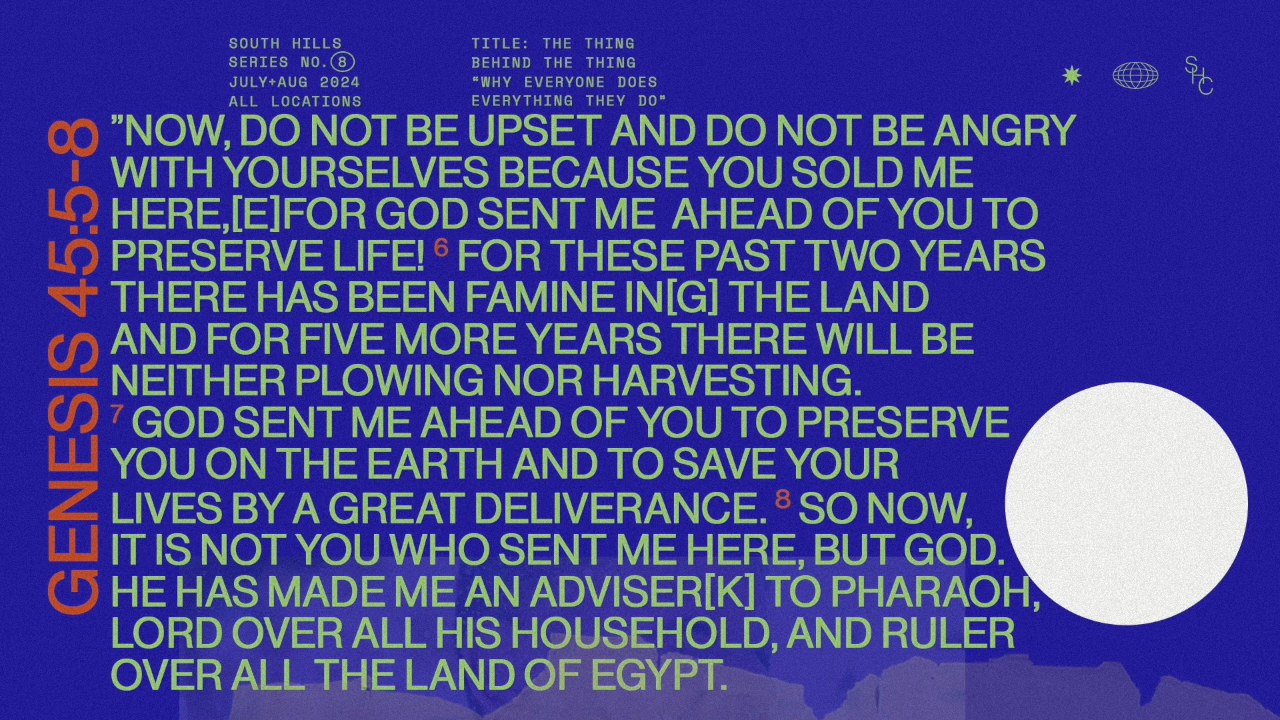 SOUTH HILLS
SERIES NO. 8
JULY+AUG 2024
ALL LOCATIONS
TITLE: THE THING
BEHIND THE THING
"WHY EVERYONE DOES
EVERYTHING THEY DO"
SHC
GENESIS 45:5-8
"NOW, DO NOT BE UPSET AND DO NOT BE ANGRY
WITH YOURSELVES BECAUSE YOU SOLD ME
HERE,[E]FOR GOD SENT ME AHEAD OF YOU TO
PRESERVE LIFE! 6 FOR THESE PAST TWO YEARS
THERE HAS BEEN FAMINE IN[G] THE LAND
AND FOR FIVE MORE YEARS THERE WILL BE
NEITHER PLOWING NOR HARVESTING.
7 GOD SENT ME AHEAD OF YOU TO PRESERVE
YOU ON THE EARTH AND TO SAVE YOUR
LIVES BY A GREAT DELIVERANCE. 8 SO NOW,
IT IS NOT YOU WHO SENT ME HERE, BUT GOD.
HE HAS MADE ME AN ADVISER[K] TO PHARAOH,
LORD OVER ALL HIS HOUSEHOLD, AND RULER
OVER ALL THE LAND OF EGYPT.